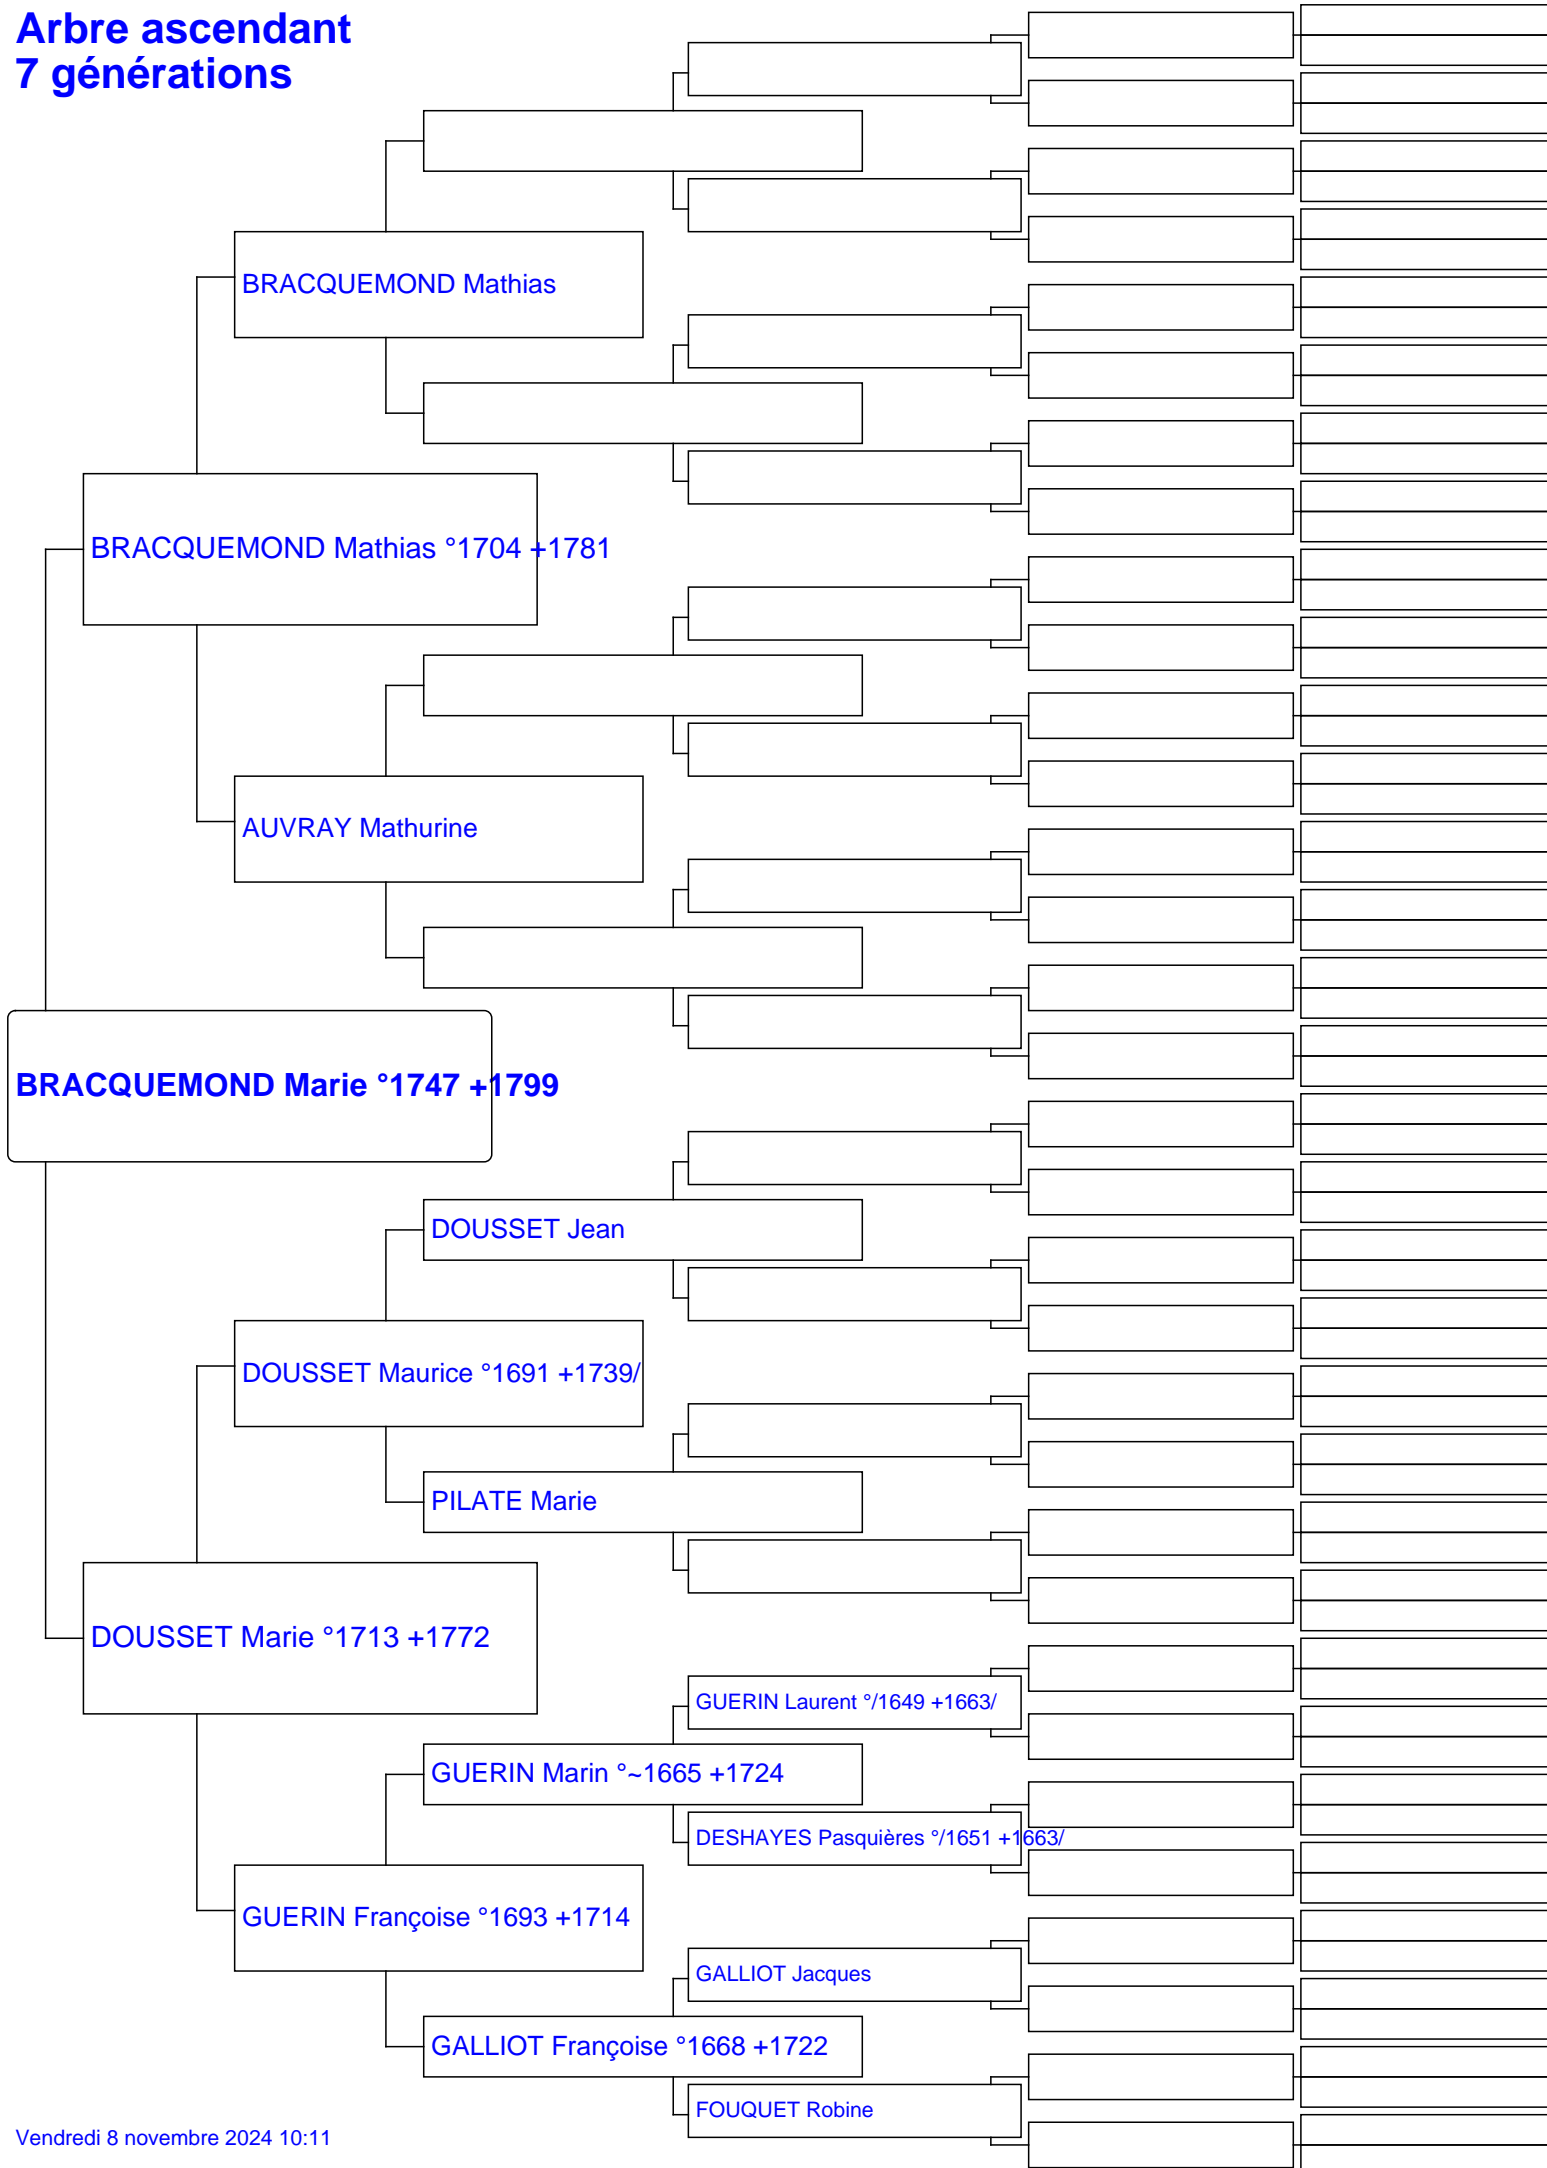 Arbre ascendant
7 générations
BRACQUEMOND Mathias
BRACQUEMOND Mathias °1704 +1781
AUVRAY Mathurine
BRACQUEMOND Marie °1747 +1799
DOUSSET Jean
DOUSSET Maurice °1691 +1739/
PILATE Marie
DOUSSET Marie °1713 +1772
GUERIN Laurent °/1649 +1663/
GUERIN Marin °~1665 +1724
DESHAYES Pasquières °/1651 +1663/
GUERIN Françoise °1693 +1714
GALLIOT Jacques
GALLIOT Françoise °1668 +1722
FOUQUET Robine
Vendredi 8 novembre 2024 10:11